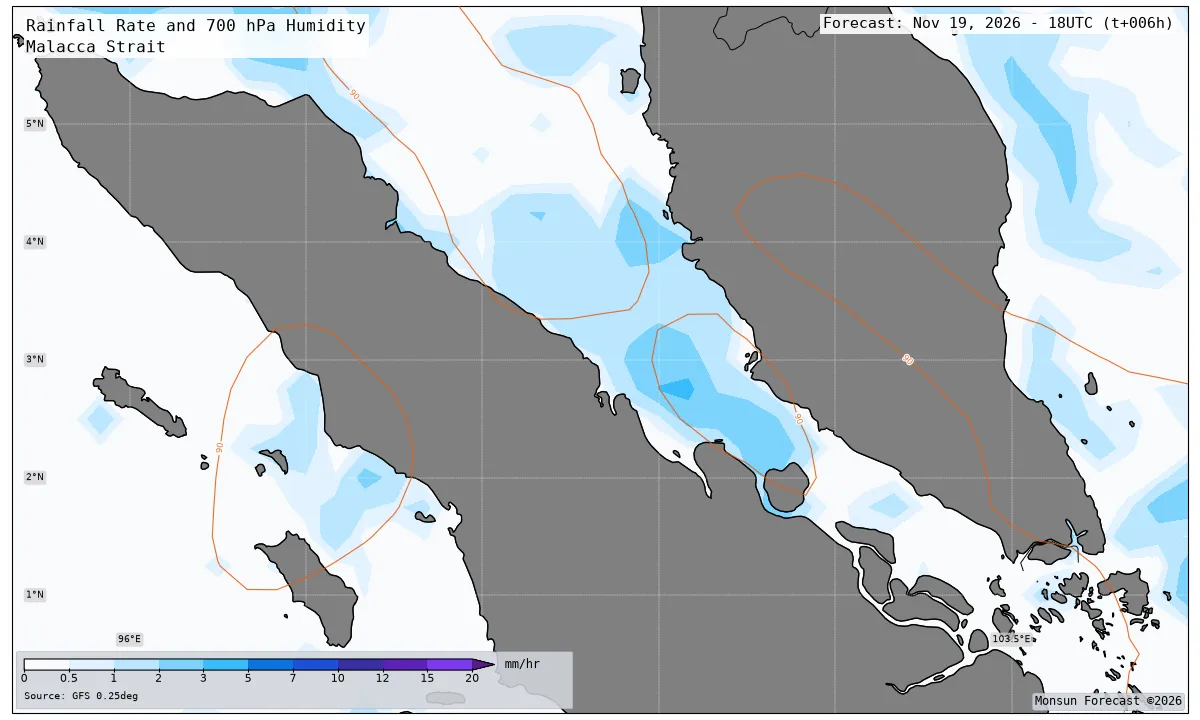 Rainfall Rate and 700 hPa Humidity
Malacca Strait
Forecast: Nov 19, 2026 - 18UTC (t+006h)
90
5°N
4°N
3°N
90
90
90
2°N
1°N
96°E
103.5°E
mm/hr
0 0.5 1 2 3 5 7 10 12 15 20
Source: GFS 0.25deg
Monsun Forecast ©2026